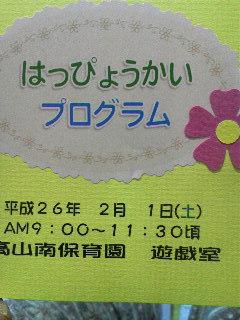 はっぴょうかい
プログラム
平成26年 2月 1日(土)
AM9:00~11:30頃
高山南保育園 遊戯室